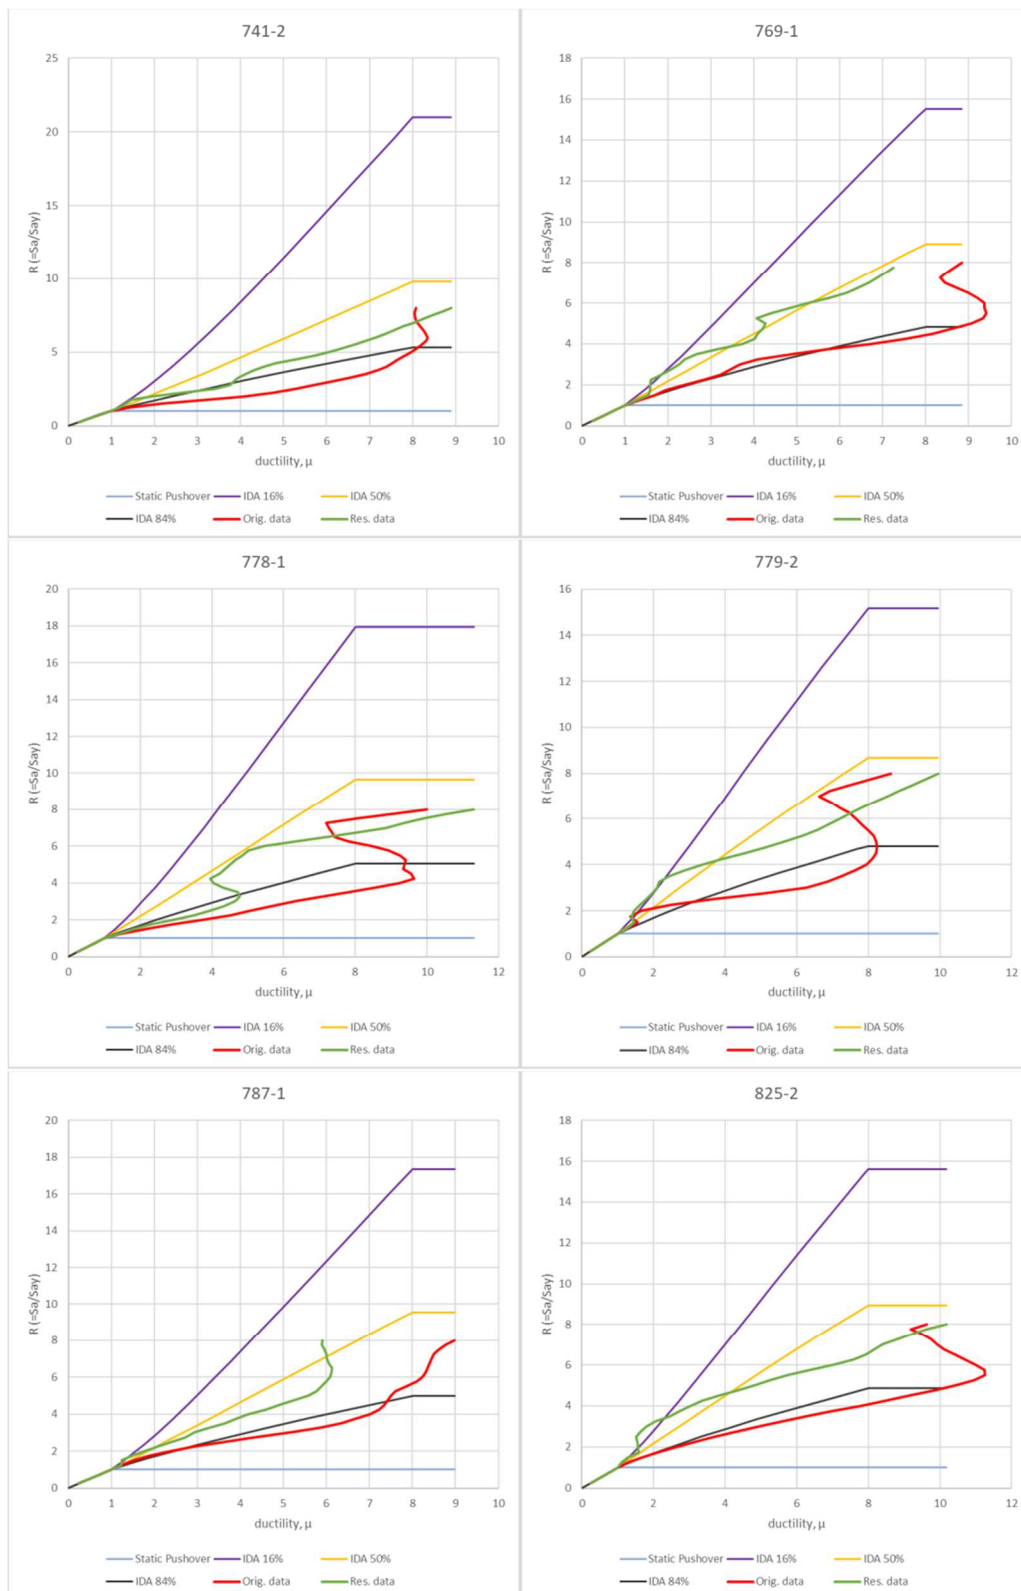 741-2
25
20
15
10
5
0
R (=Sa/Say)
0 1 2 3 4 5 6 7 8 9 10
ductility, μ
Static Pushover IDA 16% IDA 50%
IDA 84% Orig. data Res. data
769-1
18
16
14
12
10
8
6
4
2
0
R (=Sa/Say)
0 1 2 3 4 5 6 7 8 9 10
ductility, μ
Static Pushover IDA 16% IDA 50%
IDA 84% Orig. data Res. data
778-1
20
18
16
14
12
10
8
6
4
2
0
R (=Sa/Say)
0 2 4 6 8 10 12
ductility, μ
Static Pushover IDA 16% IDA 50%
IDA 84% Orig. data Res. data
779-2
16
14
12
10
8
6
4
2
0
R (=Sa/Say)
0 2 4 6 8 10 12
ductility, μ
Static Pushover IDA 16% IDA 50%
IDA 84% Orig. data Res. data
787-1
20
18
16
14
12
10
8
6
4
2
0
R (=Sa/Say)
0 1 2 3 4 5 6 7 8 9 10
ductility, μ
Static Pushover IDA 16% IDA 50%
IDA 84% Orig. data Res. data
825-2
18
16
14
12
10
8
6
4
2
0
R (=Sa/Say)
0 2 4 6 8 10 12
ductility, μ
Static Pushover IDA 16% IDA 50%
IDA 84% Orig. data Res. data